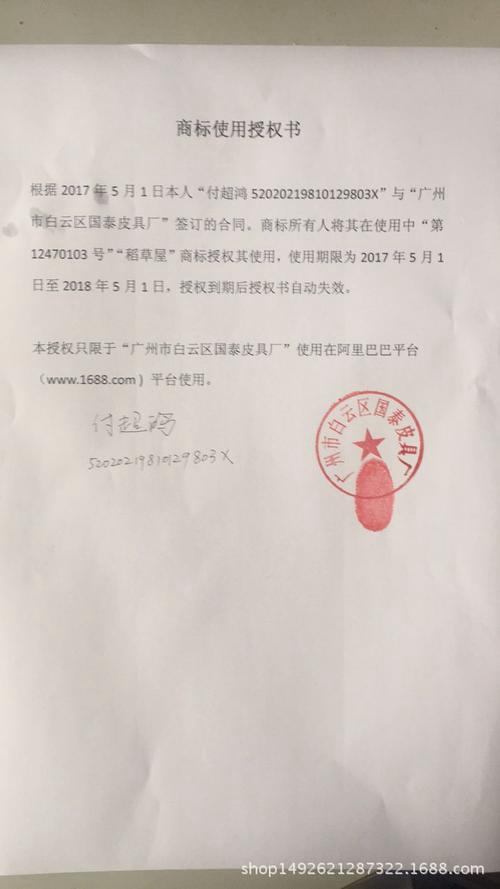 商标使用授权书
根据 2017 年 5 月 1 日本人“付超鸿 52020219810129803X”与“广州
市白云区国泰皮具厂”签订的合同。商标所有人将其在使用中“第
12470103 号”“稻草屋”商标授权其使用，使用期限为 2017 年 5 月 1
日至 2018 年 5 月 1 日，授权到期后授权书自动失效。
本授权只限于“广州市白云区国泰皮具厂”使用在阿里巴巴平台
（www.1688.com）平台使用。
付超鸿
52020219810129803X
广州市白云区国泰皮具厂
shop1492621287322.1688.com